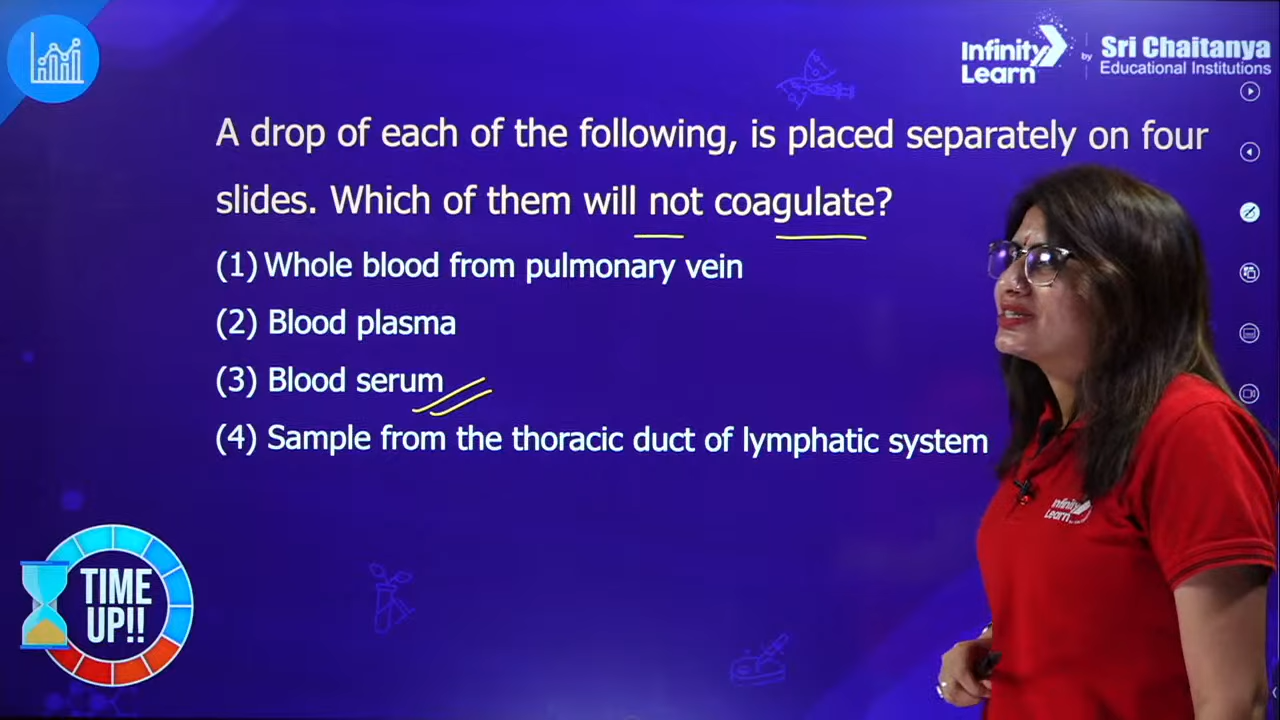 Infinity Learn by Sri Chaitanya Educational Institutions
A drop of each of the following, is placed separately on four
slides. Which of them will not coagulate?
(1) Whole blood from pulmonary vein
(2) Blood plasma
(3) Blood serum
(4) Sample from the thoracic duct of lymphatic system
Infinity
Learn
TIME
UP!!